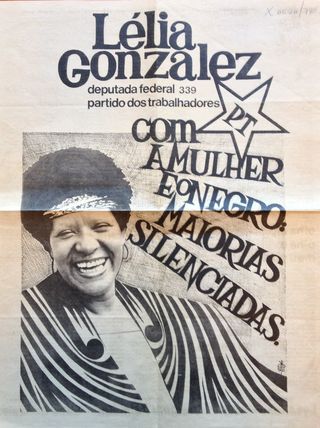 Lélia
Gonzalez
deputada federal 339
partido dos trabalhadores
PT
com
A MULHER
E O NEGRO:
MAIORIAS
SILENCIADAS.